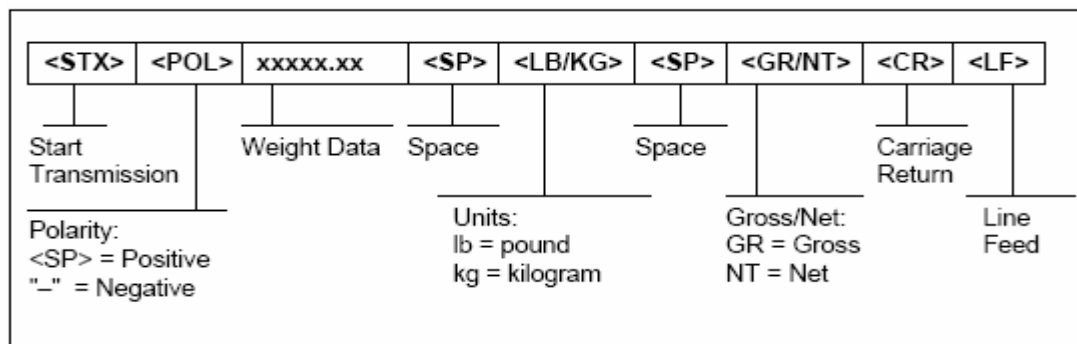 <STX> <POL> xxxxx.xx <SP> <LB/KG> <SP> <GR/NT> <CR> <LF>
Start
Transmission
Weight Data
Space
Space
Carriage
Return
Polarity:
<SP> = Positive
"–" = Negative
Units:
lb = pound
kg = kilogram
Gross/Net:
GR = Gross
NT = Net
Line
Feed